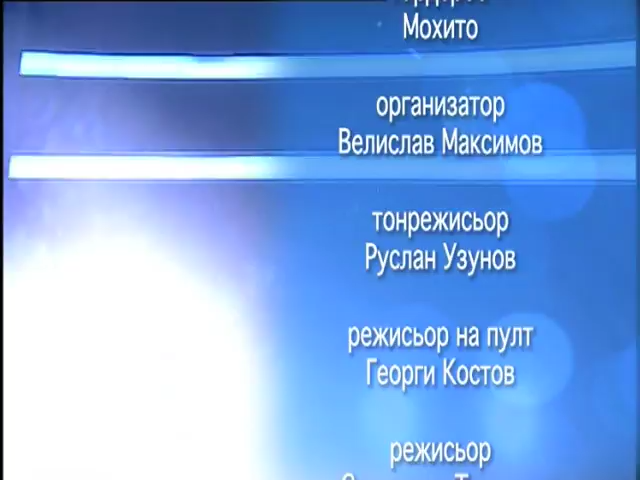 Мохито
организатор
Велислав Максимов
тонрежисьор
Руслан Узунов
режисьор на пулт
Георги Костов
режисьор